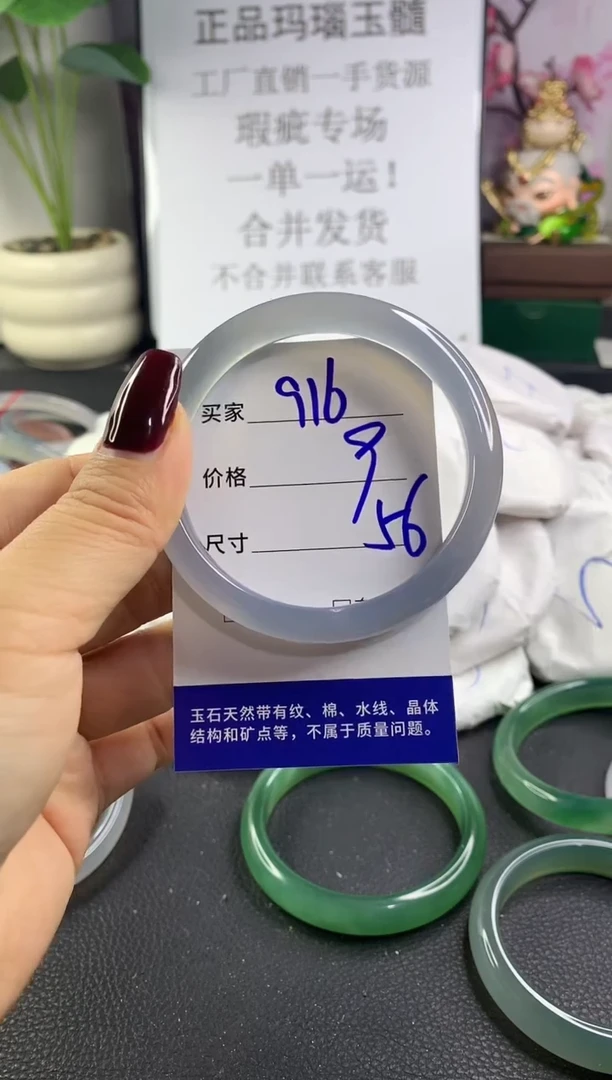 正品玛瑙玉髓
工厂直销一手货源
瑕疵专场
一单一运！
合并发货
不合并联系客服
买家 916
价格 9
尺寸 56
玉石天然带有纹、棉、水线、晶体
结构和矿点等，不属于质量问题。